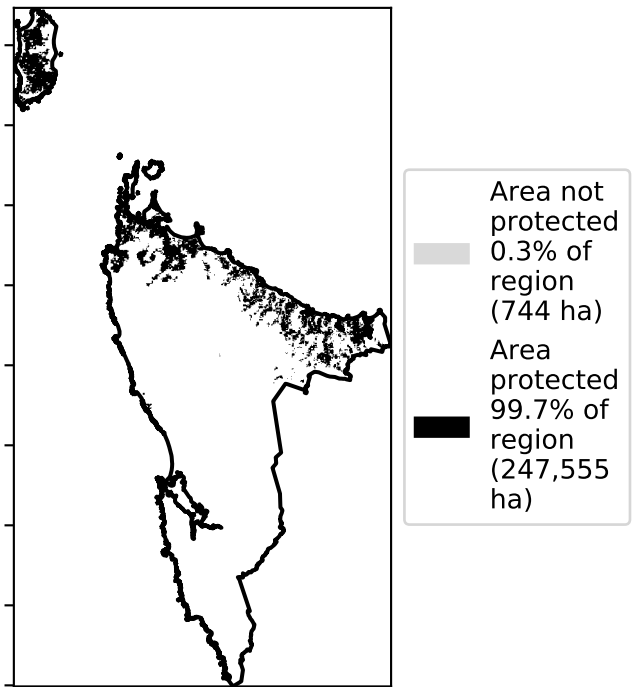 Area not
protected
0.3% of
region
(744 ha)
Area
protected
99.7% of
region
(247,555
ha)